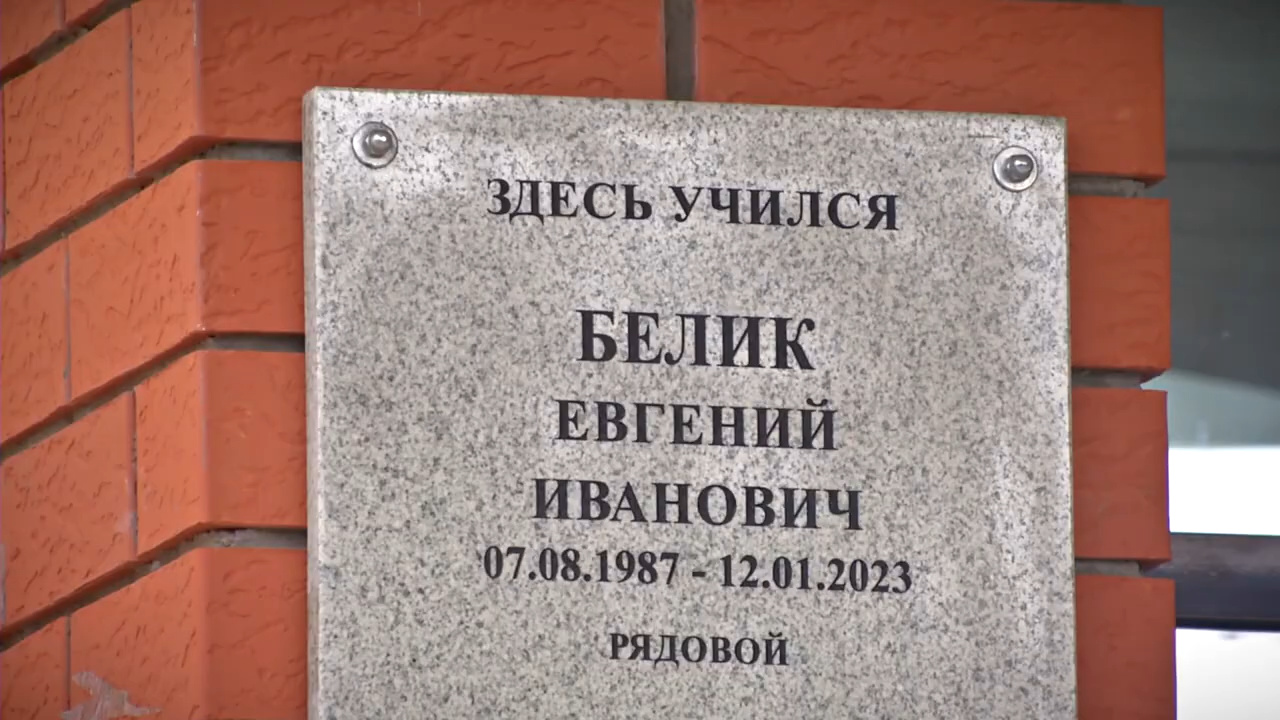 ЗДЕСЬ УЧИЛСЯ
БЕЛИК
ЕВГЕНИЙ
ИВАНОВИЧ
07.08.1987 - 12.01.2023
РЯДОВОЙ